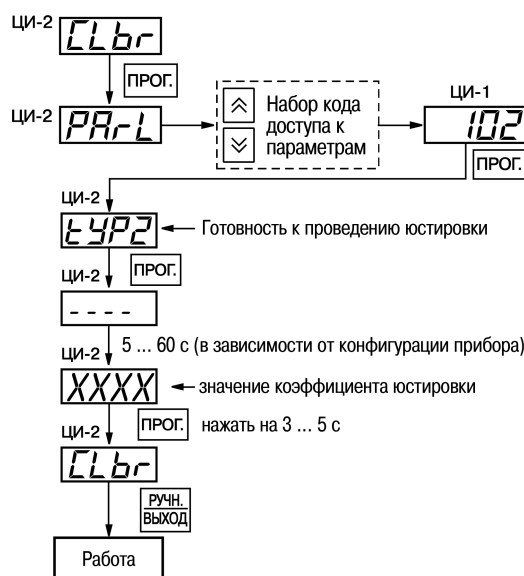 ЦИ-2
CLbr
ПРОГ.
ЦИ-2
PArL
Набор кода
доступа к
параметрам
ЦИ-1
102
ПРОГ.
ЦИ-2
tYP2
Готовность к проведению юстировки
ПРОГ.
ЦИ-2
----
5 ... 60 с (в зависимости от конфигурации прибора)
ЦИ-2
XXXX
значение коэффициента юстировки
ПРОГ.
нажать на 3 ... 5 с
ЦИ-2
CLbr
РУЧН.
ВЫХОД
Работа